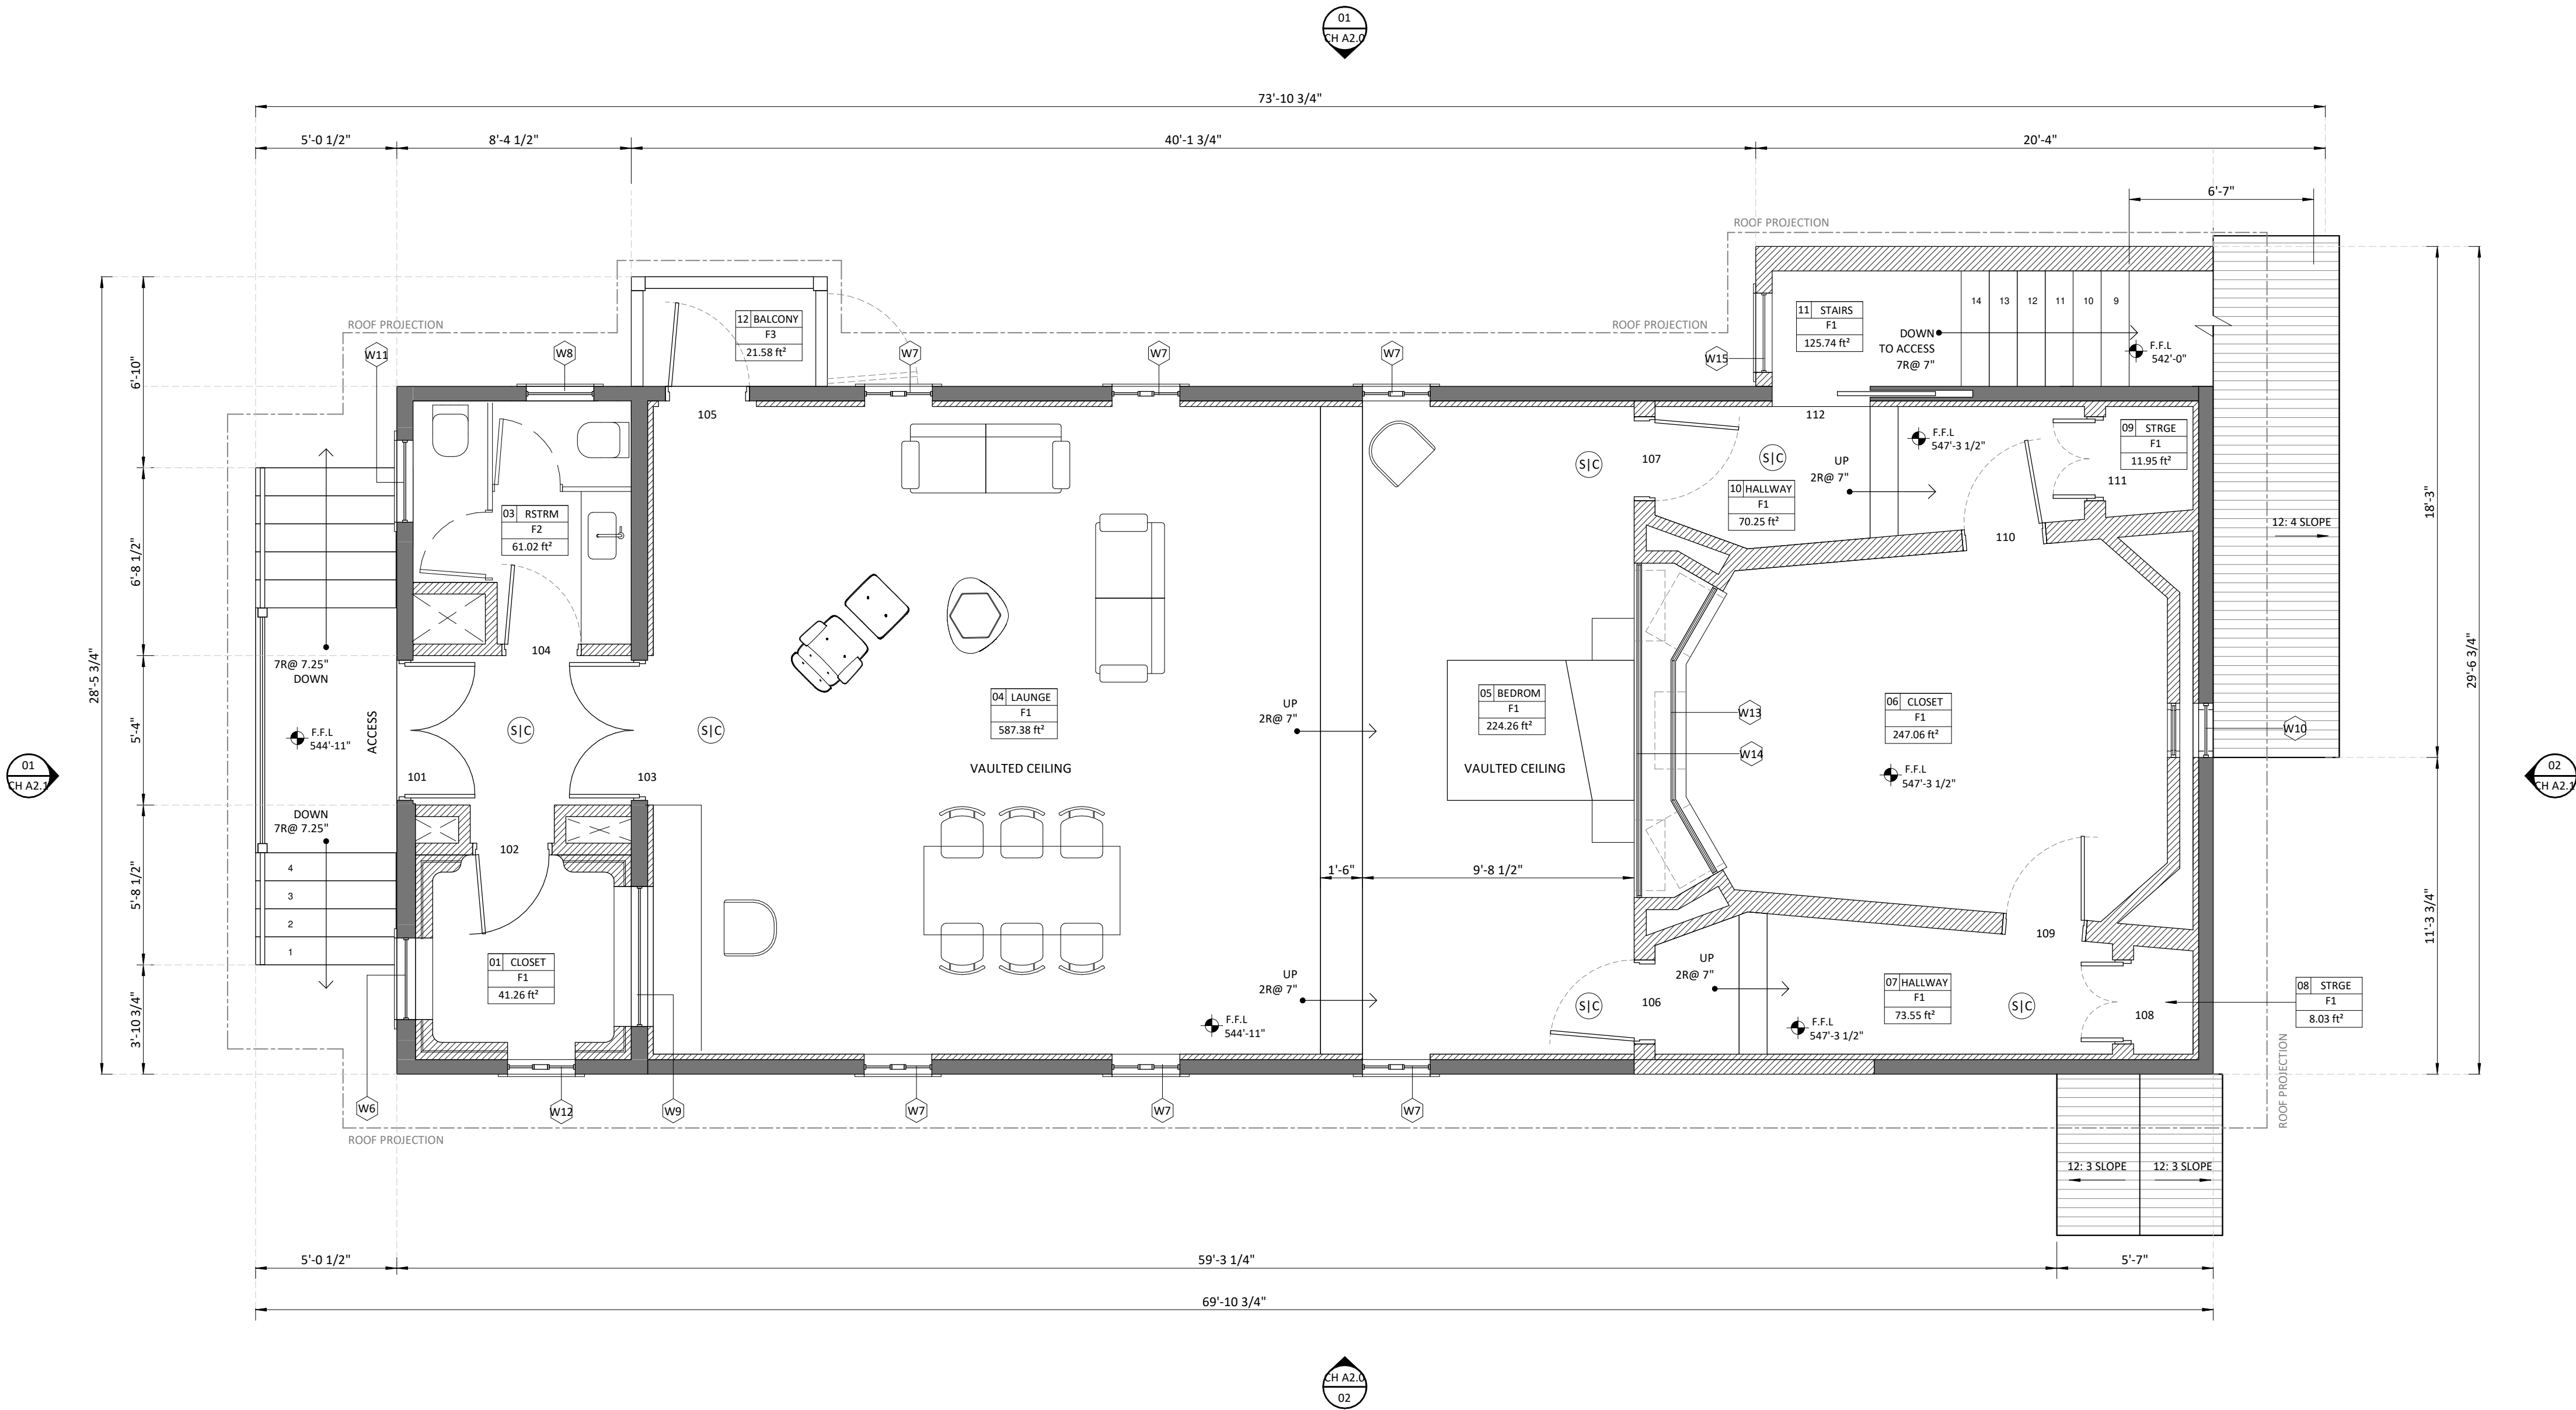 01
CH A2.0
73'-10 3/4"
5'-0 1/2"
8'-4 1/2"
40'-1 3/4"
20'-4"
6'-7"
ROOF PROJECTION
ROOF PROJECTION
ROOF PROJECTION
28'-5 3/4"
6'-10"
6'-8 1/2"
5'-4"
5'-8 1/2"
3'-10 3/4"
18'-3"
11'-3 3/4"
29'-6 3/4"
W11
W8
12 BALCONY
F3
21.58 ft²
W7
W7
W7
W15
11 STAIRS
F1
125.74 ft²
DOWN
TO ACCESS
7R@ 7"
14
13
12
11
10
9
F.F.L
542'-0"
105
112
107
S|C
S|C
UP
2R@ 7"
F.F.L
547'-3 1/2"
09 STRGE
F1
11.95 ft²
111
10 HALLWAY
F1
70.25 ft²
110
12: 4 SLOPE
03 RSTRM
F2
61.02 ft²
104
7R@ 7.25"
DOWN
F.F.L
544'-11"
ACCESS
S|C
S|C
101
103
04 LAUNGE
F1
587.38 ft²
VAULTED CEILING
UP
2R@ 7"
05 BEDROM
F1
224.26 ft²
VAULTED CEILING
W13
W14
06 CLOSET
F1
247.06 ft²
F.F.L
547'-3 1/2"
W10
01
CH A2.1
02
CH A2.1
DOWN
7R@ 7.25"
4
3
2
1
102
01 CLOSET
F1
41.26 ft²
1'-6"
9'-8 1/2"
UP
2R@ 7"
F.F.L
544'-11"
S|C
106
UP
2R@ 7"
F.F.L
547'-3 1/2"
07 HALLWAY
F1
73.55 ft²
S|C
109
108
08 STRGE
F1
8.03 ft²
W6
W12
W9
W7
W7
W7
ROOF PROJECTION
ROOF PROJECTION
12: 3 SLOPE
12: 3 SLOPE
5'-0 1/2"
59'-3 1/4"
5'-7"
69'-10 3/4"
CH A2.0
02